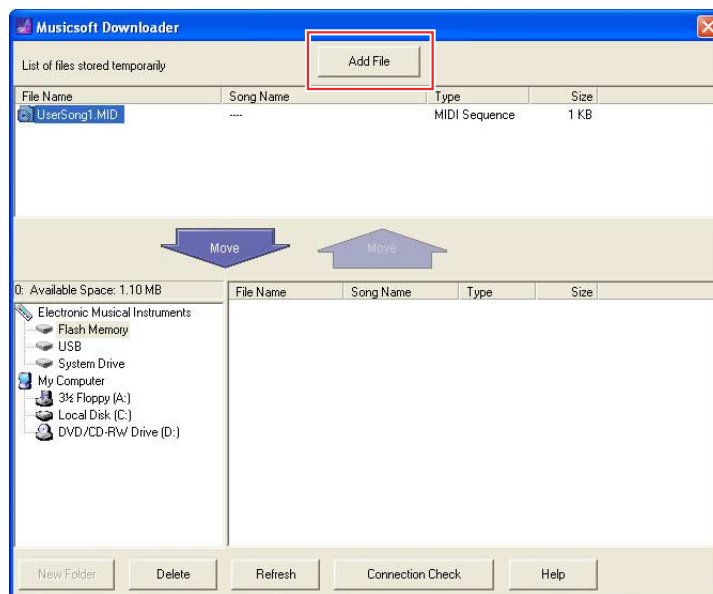 Musicsoft Downloader
List of files stored temporarily
Add File
File Name Song Name Type Size
UserSong1.MID ---- MIDI Sequence 1 KB
Move Move
0: Available Space: 1.10 MB
File Name Song Name Type Size
Electronic Musical Instruments
Flash Memory
USB
System Drive
My Computer
3½ Floppy (A:)
Local Disk (C:)
DVD/CD-RW Drive (D:)
New Folder Delete Refresh Connection Check Help